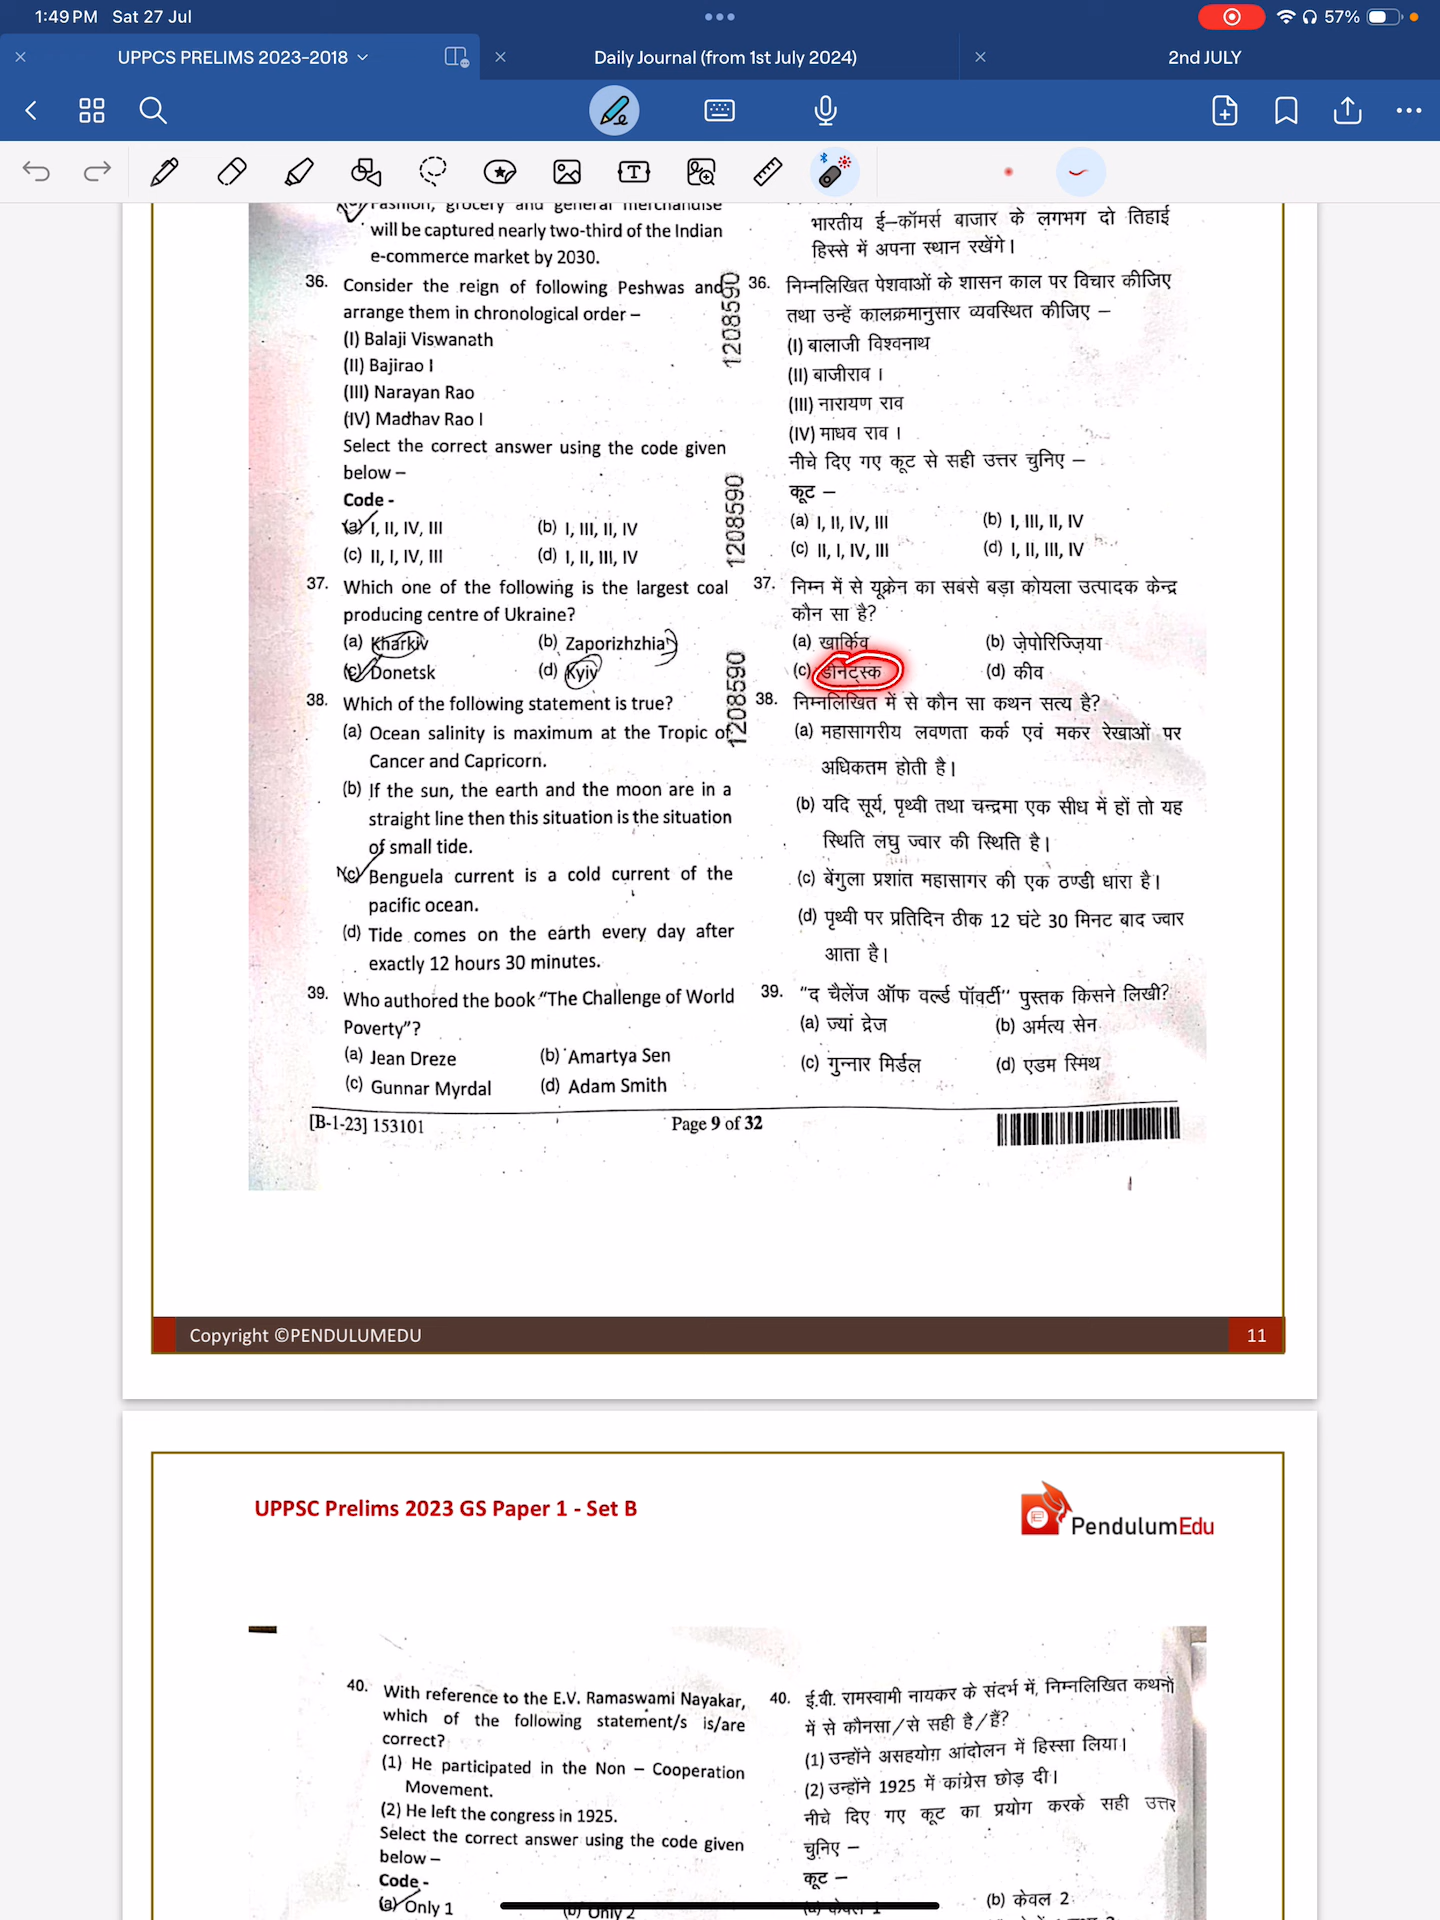 1:49 PM Sat 27 Jul
57%
UPPCS PRELIMS 2023-2018
Daily Journal (from 1st July 2024)
2nd JULY
Fashion, grocery and general merchandise
will be captured nearly two-third of the Indian
e-commerce market by 2030.
36. Consider the reign of following Peshwas and
arrange them in chronological order –
(I) Balaji Viswanath
(II) Bajirao I
(III) Narayan Rao
(IV) Madhav Rao I
Select the correct answer using the code given
below –
Code -
(a) I, II, IV, III (b) I, III, II, IV
(c) II, I, IV, III (d) I, II, III, IV
37. Which one of the following is the largest coal
producing centre of Ukraine?
(a) Kharkiv (b) Zaporizhzhia
(c) Donetsk (d) Kyiv
38. Which of the following statement is true?
(a) Ocean salinity is maximum at the Tropic of
Cancer and Capricorn.
(b) If the sun, the earth and the moon are in a
straight line then this situation is the situation
of small tide.
(c) Benguela current is a cold current of the
pacific ocean.
(d) Tide comes on the earth every day after
exactly 12 hours 30 minutes.
39. Who authored the book "The Challenge of World
Poverty"?
(a) Jean Dreze (b) Amartya Sen
(c) Gunnar Myrdal (d) Adam Smith
1208590
1208590
1208590
भारतीय ई–कॉमर्स बाजार के लगभग दो तिहाई
हिस्से में अपना स्थान रखेंगे।
36. निम्नलिखित पेशवाओं के शासन काल पर विचार कीजिए
तथा उन्हें कालक्रमानुसार व्यवस्थित कीजिए –
(I) बालाजी विश्वनाथ
(II) बाजीराव I
(III) नारायण राव
(IV) माधव राव I
नीचे दिए गए कूट से सही उत्तर चुनिए –
कूट –
(a) I, II, IV, III (b) I, III, II, IV
(c) II, I, IV, III (d) I, II, III, IV
37. निम्न में से यूक्रेन का सबसे बड़ा कोयला उत्पादक केन्द्र
कौन सा है?
(a) खार्किव (b) ज़ेपोरिज्ज़िया
(c) डोनेट्स्क (d) कीव
38. निम्नलिखित में से कौन सा कथन सत्य है?
(a) महासागरीय लवणता कर्क एवं मकर रेखाओं पर
अधिकतम होती है।
(b) यदि सूर्य, पृथ्वी तथा चन्द्रमा एक सीध में हों तो यह
स्थिति लघु ज्वार की स्थिति है।
(c) बेंगुला प्रशांत महासागर की एक ठण्डी धारा है।
(d) पृथ्वी पर प्रतिदिन ठीक 12 घंटे 30 मिनट बाद ज्वार
आता है।
39. "द चैलेंज ऑफ वर्ल्ड पॉवर्टी" पुस्तक किसने लिखी?
(a) ज्यां द्रेज (b) अर्मत्य सेन
(c) गुन्नार मिर्डल (d) एडम स्मिथ
[B-1-23] 153101 Page 9 of 32
Copyright ©PENDULUMEDU 11
UPPSC Prelims 2023 GS Paper 1 - Set B
PendulumEdu
40. With reference to the E.V. Ramaswami Nayakar,
which of the following statement/s is/are
correct?
(1) He participated in the Non – Cooperation
Movement.
(2) He left the congress in 1925.
Select the correct answer using the code given
below –
Code -
(a) Only 1 (b) Only 2
40. ई.वी. रामस्वामी नायकर के संदर्भ में, निम्नलिखित कथनों
में से कौनसा/से सही है/हैं?
(1) उन्होंने असहयोग आंदोलन में हिस्सा लिया।
(2) उन्होंने 1925 में कांग्रेस छोड़ दी।
नीचे दिए गए कूट का प्रयोग करके सही उत्तर
चुनिए –
कूट –
(a) केवल 1 (b) केवल 2